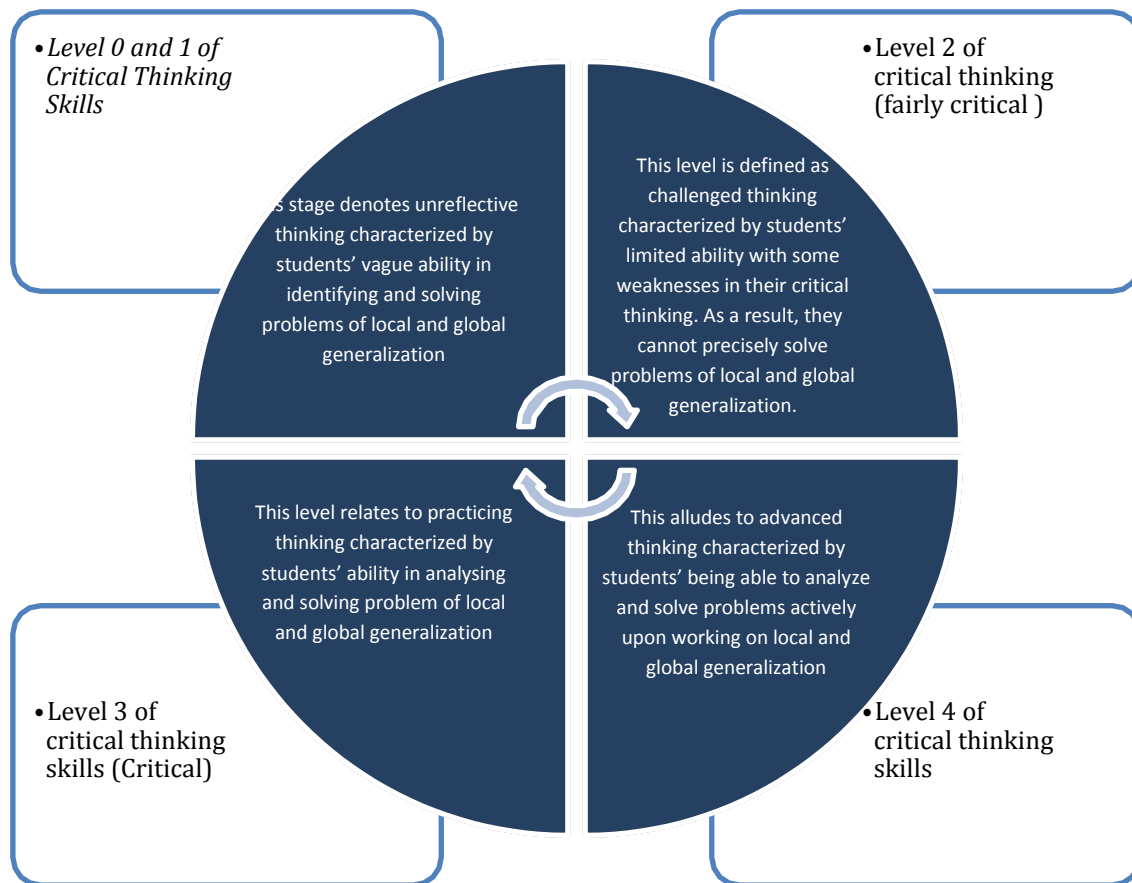 •Level 0 and 1 of
Critical Thinking
Skills
s stage denotes unreflective
thinking characterized by
students’ vague ability in
identifying and solving
problems of local and global
generalization
•Level 2 of
critical thinking
(fairly critical )
This level is defined as
challenged thinking
characterized by students’
limited ability with some
weaknesses in their critical
thinking. As a result, they
cannot precisely solve
problems of local and global
generalization.
This level relates to practicing
thinking characterized by
students’ ability in analysing
and solving problem of local
and global generalization
•Level 3 of
critical thinking
skills (Critical)
This alludes to advanced
thinking characterized by
students’ being able to analyze
and solve problems actively
upon working on local and
global generalization
•Level 4 of
critical thinking
skills